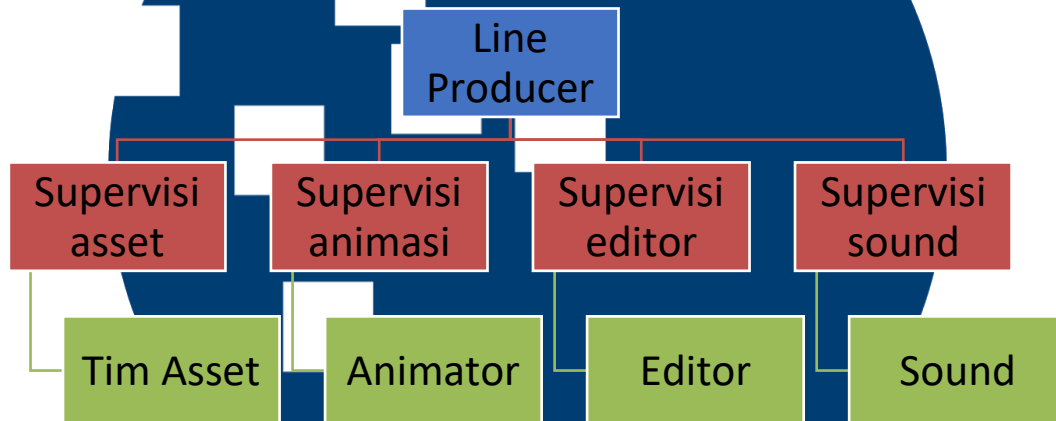 Line
Producer
Supervisi
asset
Supervisi
animasi
Supervisi
editor
Supervisi
sound
Tim Asset
Animator
Editor
Sound